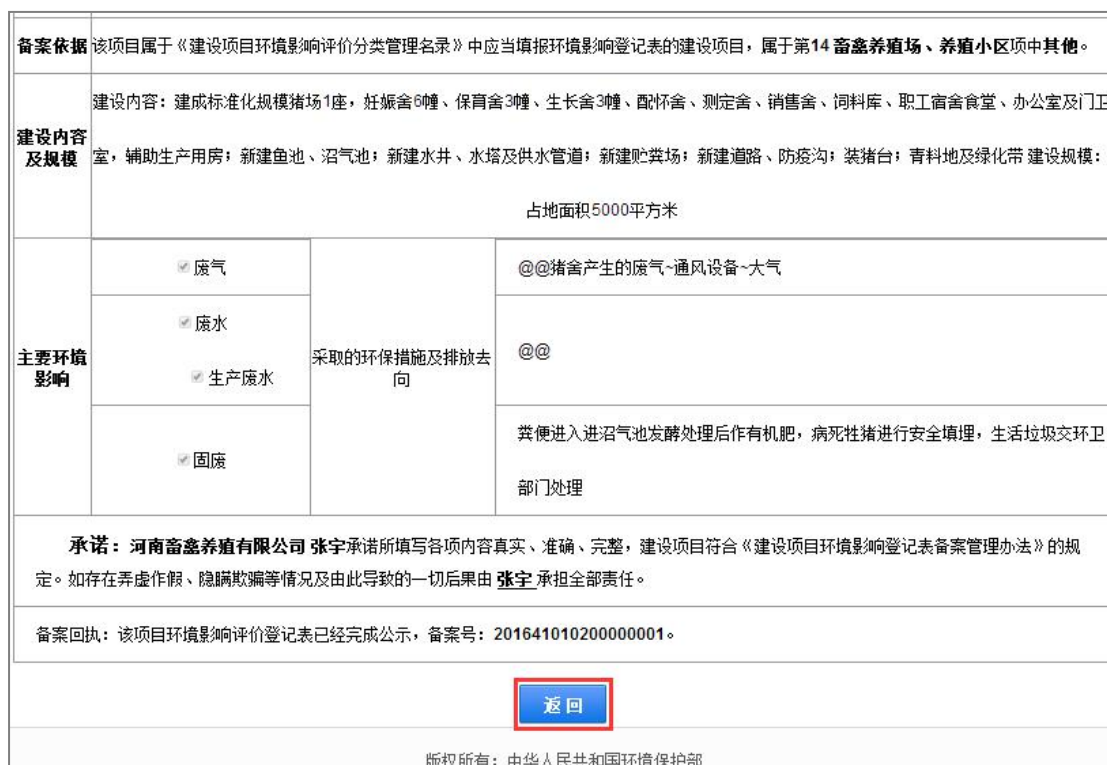 备案依据 该项目属于《建设项目环境影响评价分类管理名录》中应当填报环境影响登记表的建设项目，属于第14 畜禽养殖场、养殖小区项中其他。
建设内容及规模
建设内容：建成标准化规模猪场1座，妊娠舍6幢、保育舍3幢、生长舍3幢、配怀舍、测定舍、销售舍、饲料库、职工宿舍食堂、办公室及门卫
室，辅助生产用房；新建鱼池、沼气池；新建水井、水塔及供水管道；新建贮粪场；新建道路、防疫沟；装猪台；青料地及绿化带 建设规模：
占地面积5000平方米
主要环境
影响
废气
采取的环保措施及排放去
向
@@猪舍产生的废气~通风设备~大气
废水
生产废水
@@
固废
粪便进入进沼气池发酵处理后作有机肥，病死牲猪进行安全填埋，生活垃圾交环卫
部门处理
承诺：河南畜禽养殖有限公司 张宇承诺所填写各项内容真实、准确、完整，建设项目符合《建设项目环境影响登记表备案管理办法》的规
定。如存在弄虚作假、隐瞒欺骗等情况及由此导致的一切后果由 张宇 承担全部责任。
备案回执：该项目环境影响评价登记表已经完成公示，备案号：201641010200000001。
返回
版权所有：中华人民共和国环境保护部